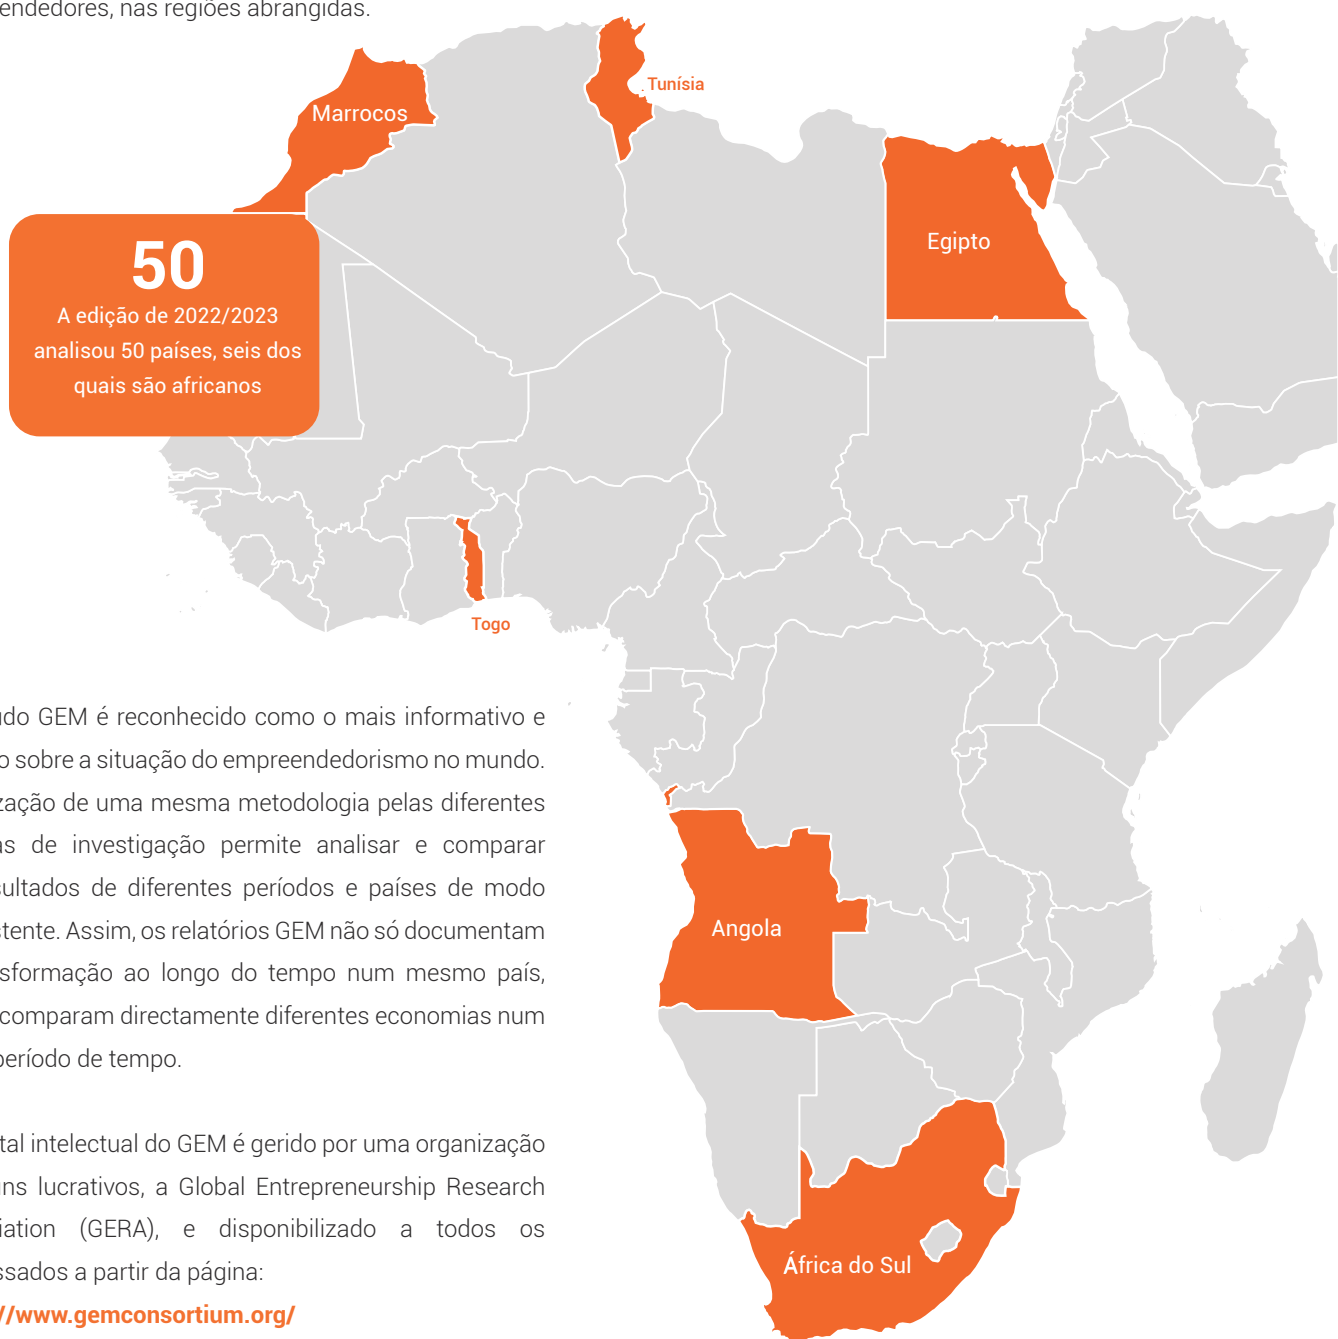 endedores, nas regiões abrangidas.
Tunísia
Marrocos
Egipto
50
A edição de 2022/2023
analisou 50 países, seis dos
quais são africanos
Togo
do GEM é reconhecido como o mais informativo e
o sobre a situação do empreendedorismo no mundo.
zação de uma mesma metodologia pelas diferentes
as de investigação permite analisar e comparar
sultados de diferentes períodos e países de modo
stente. Assim, os relatórios GEM não só documentam
sformação ao longo do tempo num mesmo país,
comparam directamente diferentes economias num
período de tempo.
tal intelectual do GEM é gerido por uma organização
ns lucrativos, a Global Entrepreneurship Research
iation (GERA), e disponibilizado a todos os
ssados a partir da página:
//www.gemconsortium.org/
Angola
África do Sul